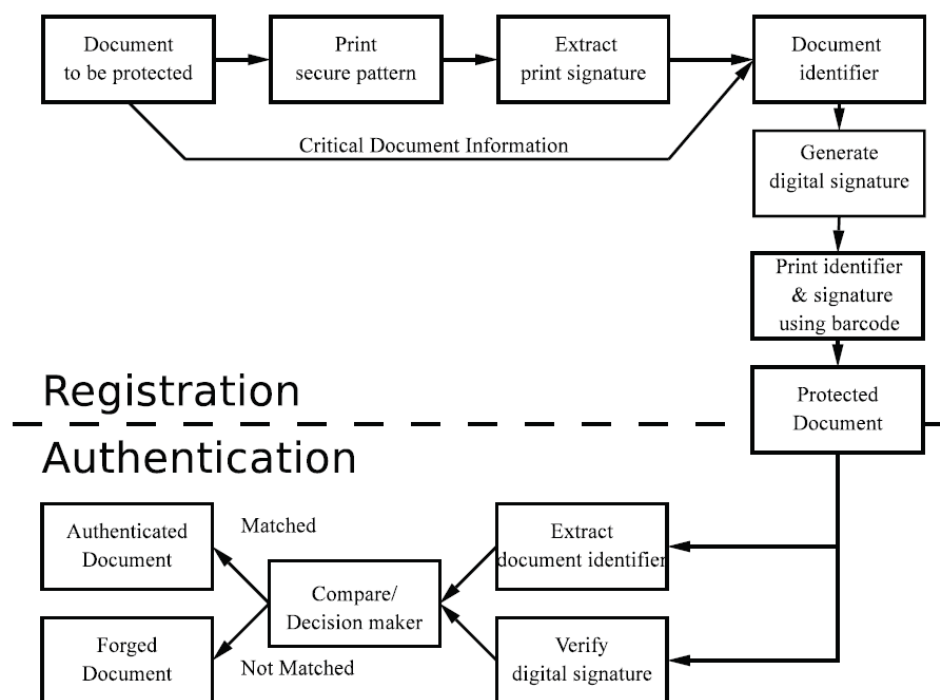 Document
to be protected
Print
secure pattern
Extract
print signature
Document
identifier
Critical Document Information
Generate
digital signature
Print identifier
& signature
using barcode
Registration
Protected
Document
Authentication
Authenticated
Document
Matched
Extract
document identifier
Compare/
Decision maker
Forged
Document
Not Matched
Verify
digital signature